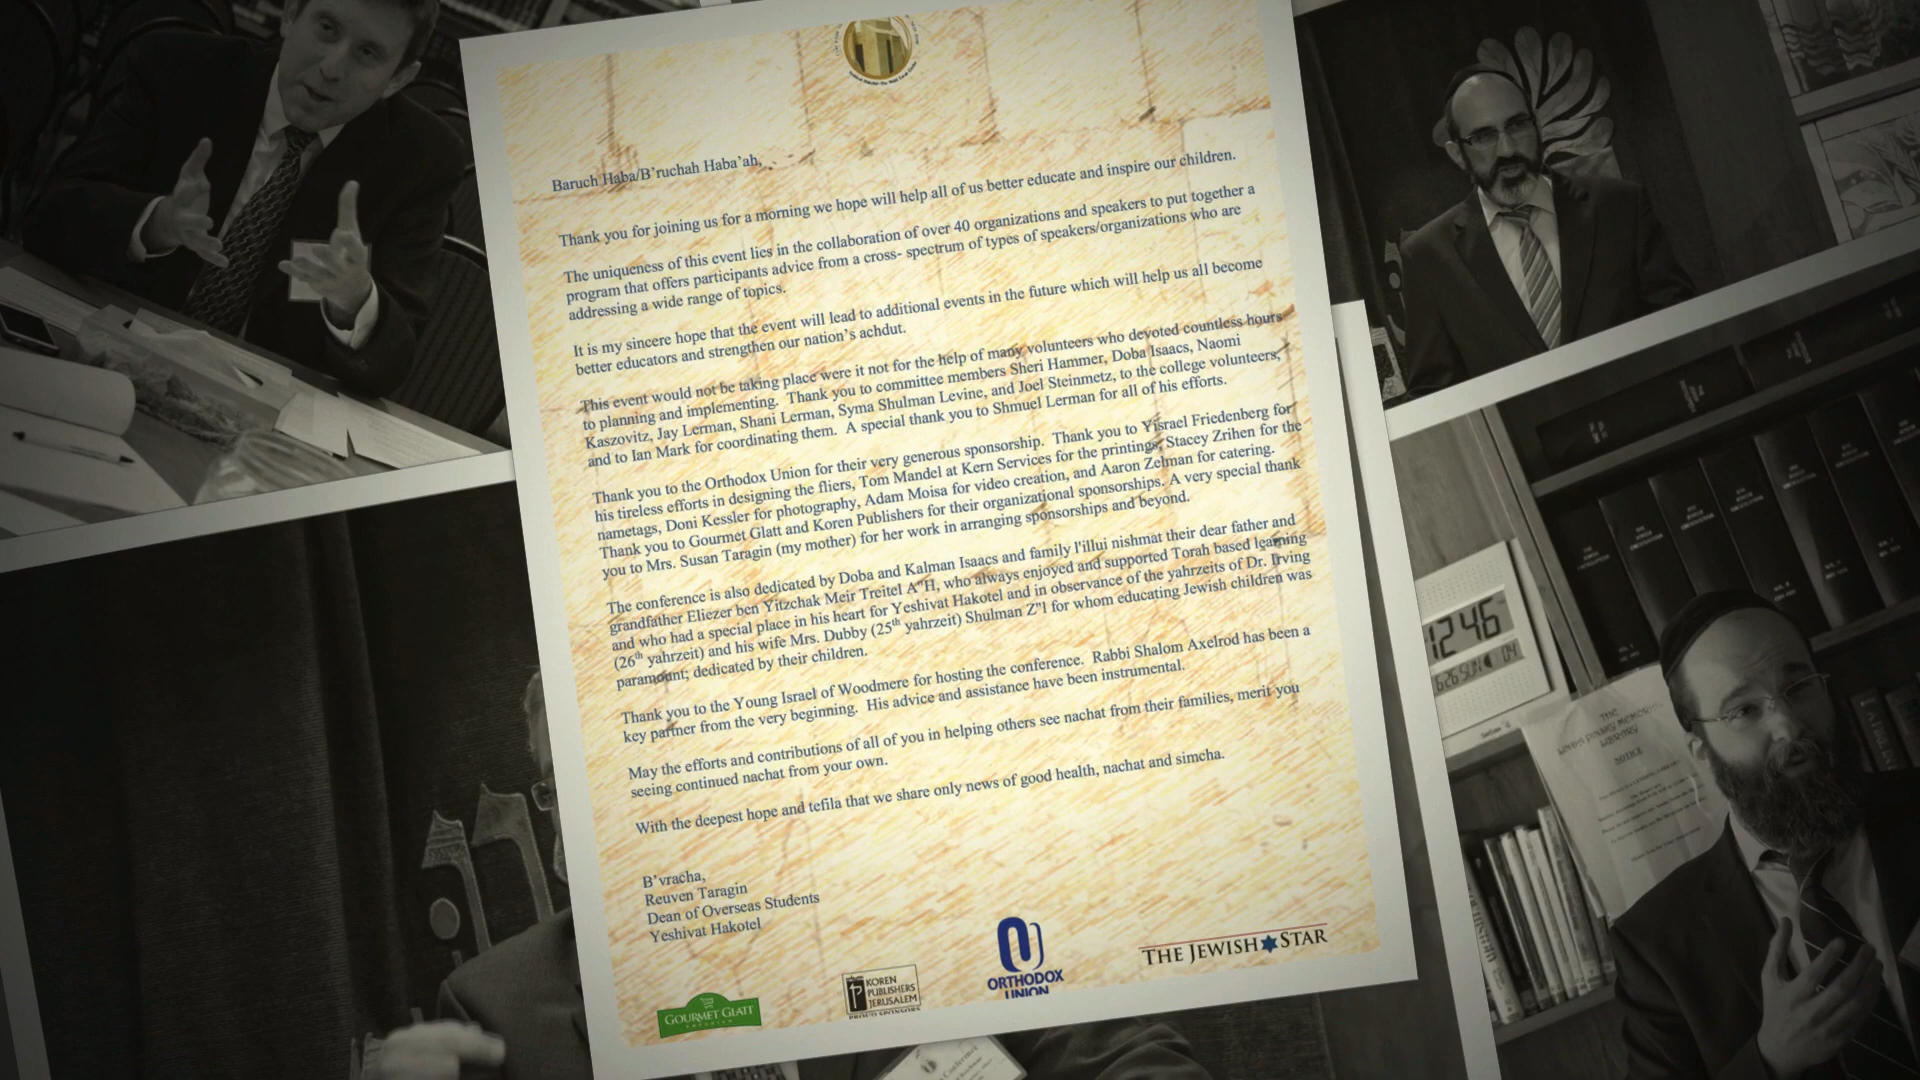 Baruch Haba/B'ruchah Haba'ah,
Thank you for joining us for a morning we hope will help all of us better educate and inspire our children.
The uniqueness of this event lies in the collaboration of over 40 organizations and speakers to put together a
program that offers participants advice from a cross- spectrum of types of speakers/organizations who are
addressing a wide range of topics.
It is my sincere hope that the event will lead to additional events in the future which will help us all become
better educators and strengthen our nation's achdut.
This event would not be taking place were it not for the help of many volunteers who devoted countless hours
to planning and implementing. Thank you to committee members Sheri Hammer, Doba Isaacs, Naomi
Kaszovitz, Jay Lerman, Shani Lerman, Syma Shulman Levine, and Joel Steinmetz, to the college volunteers,
and to Ian Mark for coordinating them. A special thank you to Shmuel Lerman for all of his efforts.
Thank you to the Orthodox Union for their very generous sponsorship. Thank you to Yisrael Friedenberg for
his tireless efforts in designing the fliers, Tom Mandel at Kern Services for the printings, Stacey Zrihen for the
nametags, Doni Kessler for photography, Adam Moisa for video creation, and Aaron Zelman for catering.
Thank you to Gourmet Glatt and Koren Publishers for their organizational sponsorships. A very special thank
you to Mrs. Susan Taragin (my mother) for her work in arranging sponsorships and beyond.
The conference is also dedicated by Doba and Kalman Isaacs and family l'illui nishmat their dear father and
grandfather Eliezer ben Yitzchak Meir Treitel A"H, who always enjoyed and supported Torah based learning
and who had a special place in his heart for Yeshivat Hakotel and in observance of the yahrzeits of Dr. Irving
(26th yahrzeit) and his wife Mrs. Dubby (25th yahrzeit) Shulman Z"l for whom educating Jewish children was
paramount; dedicated by their children.
Thank you to the Young Israel of Woodmere for hosting the conference. Rabbi Shalom Axelrod has been a
key partner from the very beginning. His advice and assistance have been instrumental.
May the efforts and contributions of all of you in helping others see nachat from their families, merit you
seeing continued nachat from your own.
With the deepest hope and tefila that we share only news of good health, nachat and simcha.
B'vracha,
Reuven Taragin
Dean of Overseas Students
Yeshivat Hakotel
GOURMET GLATT
KOREN
PUBLISHERS
JERUSALEM
PROUD SPONSORS
ORTHODOX
UNION
THE JEWISH STAR
1246
THE
LIBRARY
NOTICE